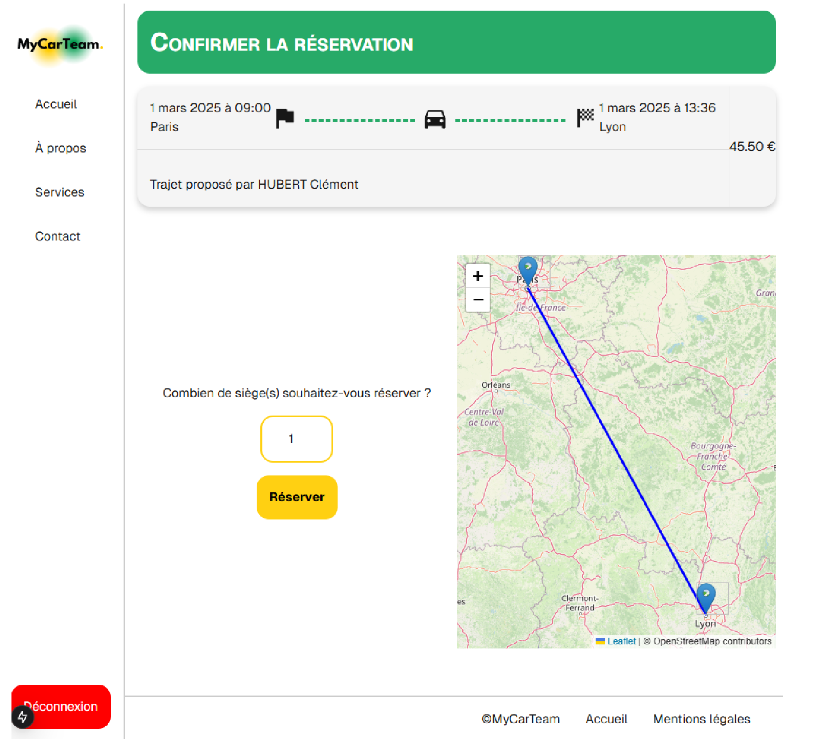 MyCarTeam.
Accueil
À propos
Services
Contact
Déconnexion
Confirmer la réservation
1 mars 2025 à 09:00
Paris
1 mars 2025 à 13:36
Lyon
45.50 €
Trajet proposé par HUBERT Clément
Combien de siège(s) souhaitez-vous réserver ?
1
Réserver
+
−
Paris
Île-de-France
Orléans
Centre-Val
de Loire
Bourgogne-
Franche-
Comté
Clermont-
Ferrand
Lyon
Leaflet | © OpenStreetMap contributors
©MyCarTeam
Accueil
Mentions légales